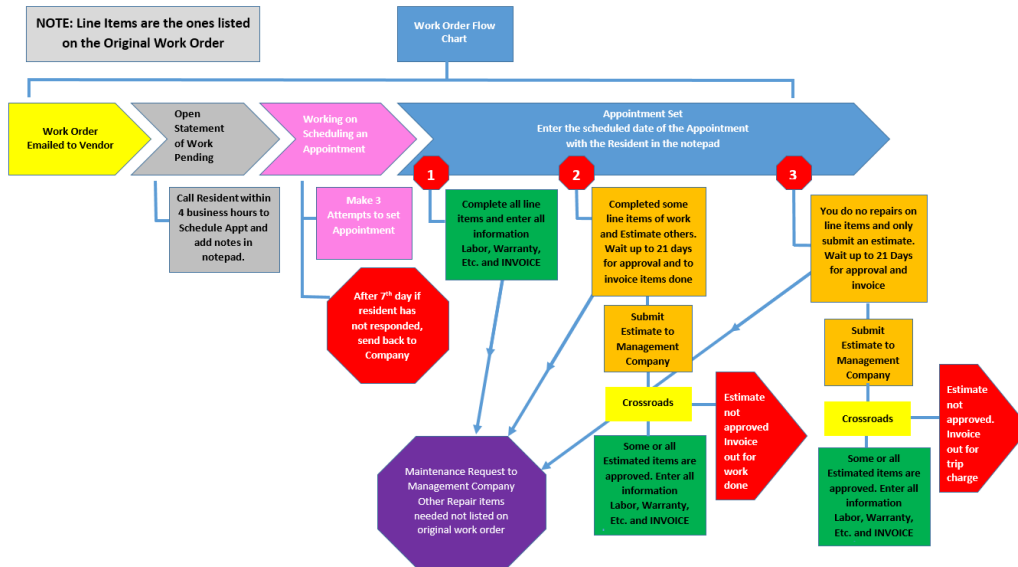 NOTE: Line Items are the ones listed
on the Original Work Order
Work Order Flow
Chart
Work Order
Emailed to Vendor
Open
Statement
of Work
Pending
Working on
Scheduling an
Appointment
Appointment Set
Enter the scheduled date of the Appointment
with the Resident in the notepad
1
2
3
Call Resident within
4 business hours to
Schedule Appt and
add notes in
notepad.
Make 3
Attempts to set
Appointment
After 7th day if
resident has
not responded,
send back to
Company
Complete all line
items and enter all
information
Labor, Warranty,
Etc. and INVOICE
Completed some
line items of work
and Estimate others.
Wait up to 21 days
for approval and to
invoice items done
You do no repairs on
line items and only
submit an estimate.
Wait up to 21 Days
for approval and
invoice
Submit
Estimate to
Management
Company
Submit
Estimate to
Management
Company
Crossroads
Estimate
not
approved
Invoice
out for
work
done
Crossroads
Estimate
not
approved.
Invoice
out for
trip
charge
Some or all
Estimated items are
approved. Enter all
information
Labor, Warranty,
Etc. and INVOICE
Some or all
Estimated items are
approved. Enter all
information
Labor, Warranty,
Etc. and INVOICE
Maintenance Request to
Management Company
Other Repair items
needed not listed on
original work order